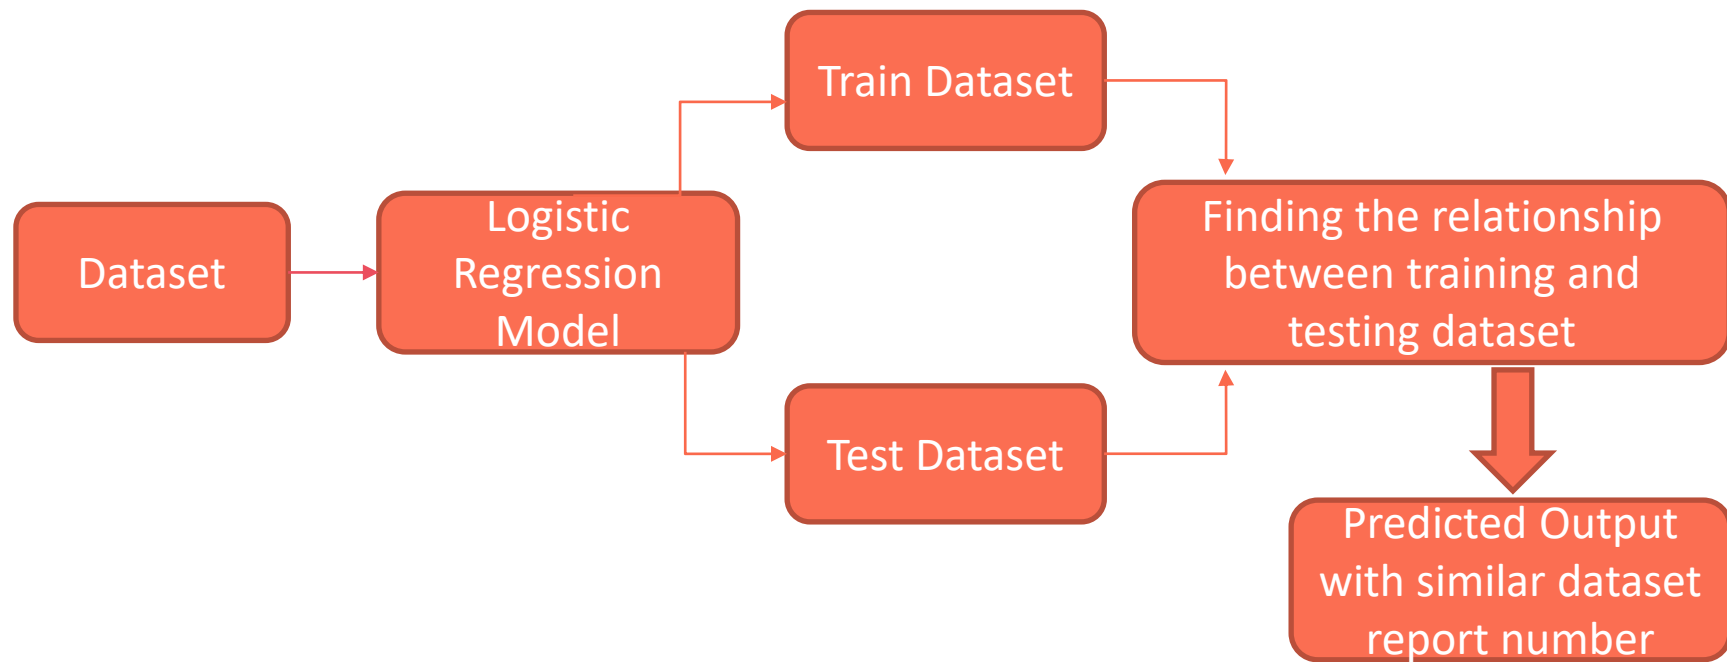 Dataset
Logistic
Regression
Model
Train Dataset
Test Dataset
Finding the relationship
between training and
testing dataset
Predicted Output
with similar dataset
report number